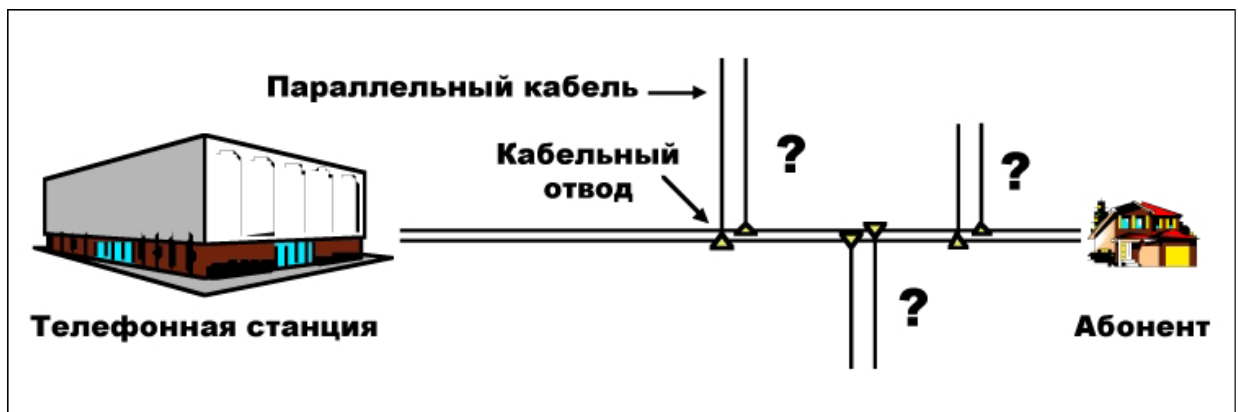 Параллельный кабель
?
Кабельный
отвод
?
?
Телефонная станция
Абонент